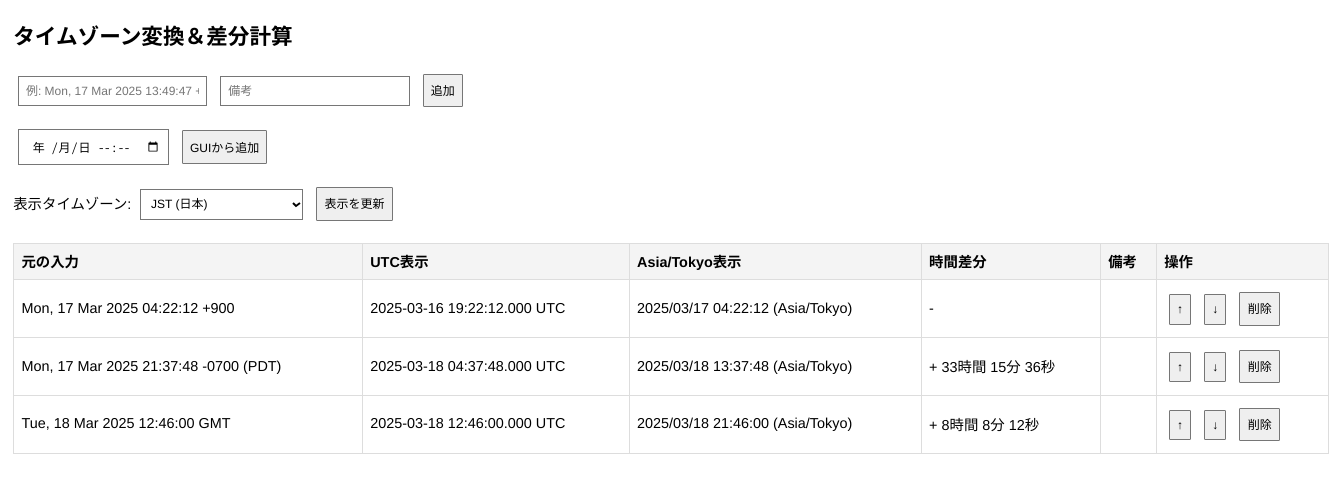 タイムゾーン変換＆差分計算
例: Mon, 17 Mar 2025 13:49:47 + 備考 追加
年 /月/日 --:-- GUIから追加
表示タイムゾーン: JST (日本) 表示を更新
元の入力 UTC表示 Asia/Tokyo表示 時間差分 備考 操作
Mon, 17 Mar 2025 04:22:12 +900 2025-03-16 19:22:12.000 UTC 2025/03/17 04:22:12 (Asia/Tokyo) - ↑ ↓ 削除
Mon, 17 Mar 2025 21:37:48 -0700 (PDT) 2025-03-18 04:37:48.000 UTC 2025/03/18 13:37:48 (Asia/Tokyo) + 33時間 15分 36秒 ↑ ↓ 削除
Tue, 18 Mar 2025 12:46:00 GMT 2025-03-18 12:46:00.000 UTC 2025/03/18 21:46:00 (Asia/Tokyo) + 8時間 8分 12秒 ↑ ↓ 削除